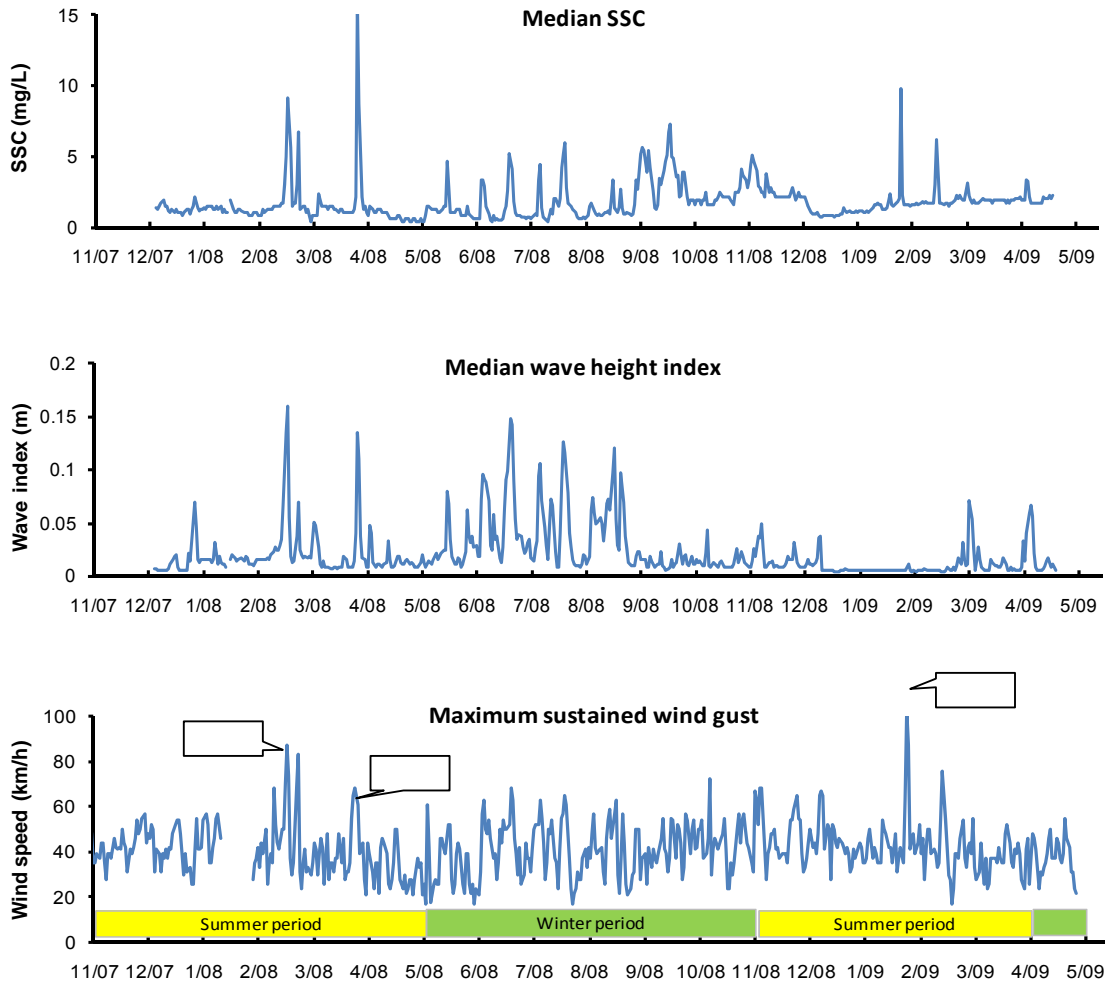 Median SSC
SSC (mg/L)
15
10
5
0
11/07 12/07 1/08 2/08 3/08 4/08 5/08 6/08 7/08 8/08 9/08 10/08 11/08 12/08 1/09 2/09 3/09 4/09 5/09
Median wave height index
Wave index (m)
0.2
0.15
0.1
0.05
0
11/07 12/07 1/08 2/08 3/08 4/08 5/08 6/08 7/08 8/08 9/08 10/08 11/08 12/08 1/09 2/09 3/09 4/09 5/09
Maximum sustained wind gust
Wind speed (km/h)
100
80
60
40
20
0
Summer period Winter period Summer period
11/07 12/07 1/08 2/08 3/08 4/08 5/08 6/08 7/08 8/08 9/08 10/08 11/08 12/08 1/09 2/09 3/09 4/09 5/09